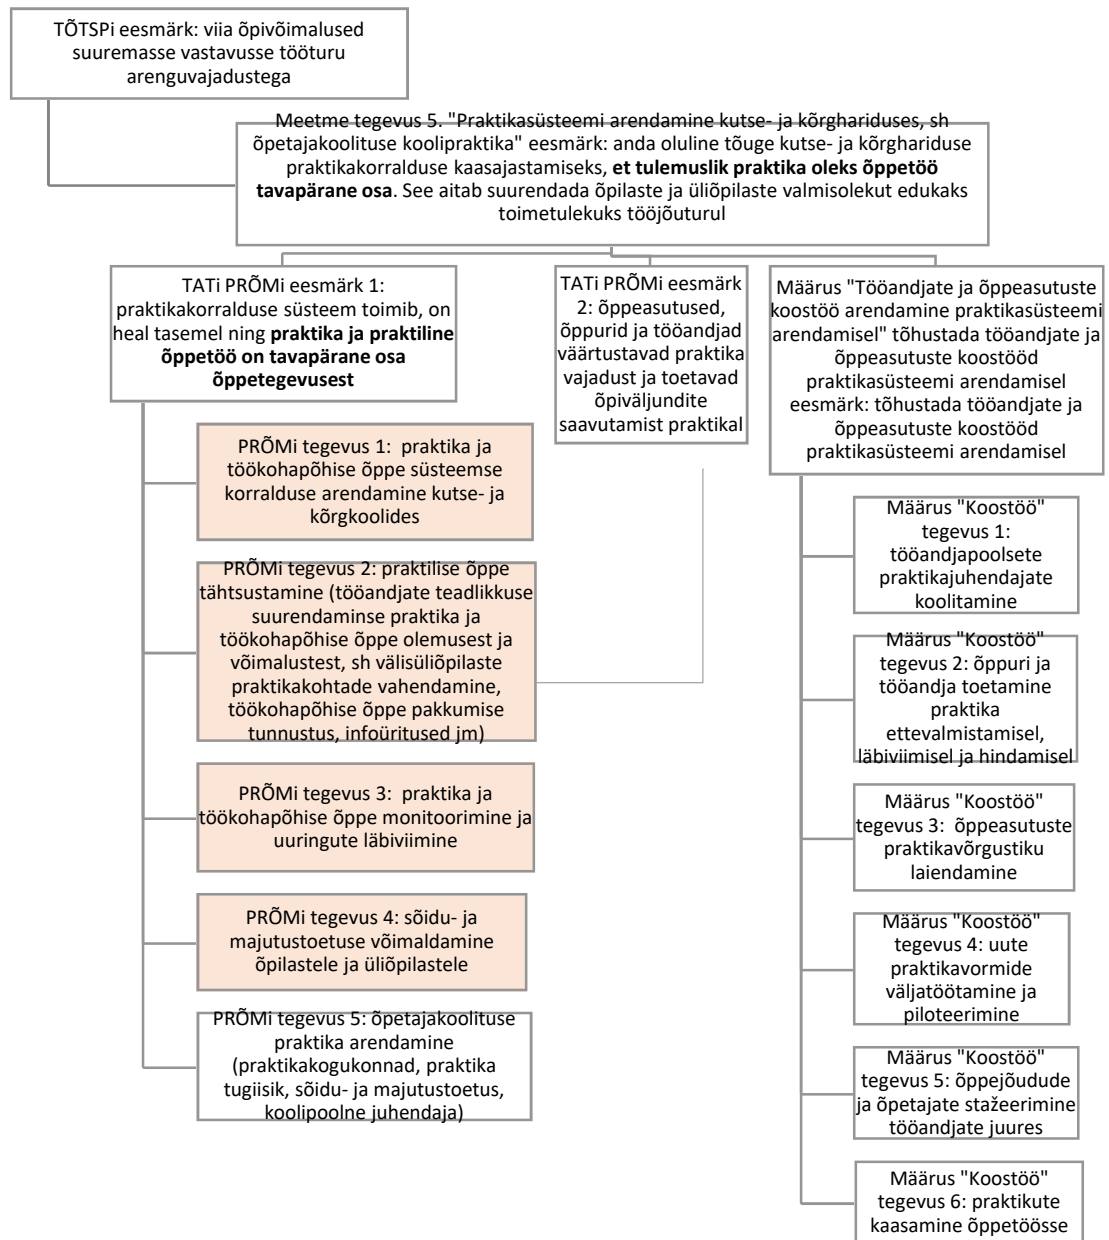 TÕTSPi eesmärk: viia õpivõimalused
suuremasse vastavusse tööturu
arenguvajadustega
Meetme tegevus 5. "Praktikasüsteemi arendamine kutse- ja kõrghariduses, sh
õpetajakoolituse koolipraktika" eesmärk: anda oluline tõuge kutse- ja kõrghariduse
praktikakorralduse kaasajastamiseks, et tulemuslik praktika oleks õppetöö
tavapärane osa. See aitab suurendada õpilaste ja üliõpilaste valmisolekut edukaks
toimetulekuks tööjõuturul
TATi PRÕMi eesmärk 1:
praktikakorralduse süsteem toimib, on
heal tasemel ning praktika ja praktiline
õppetöö on tavapärane osa
õppetegevusest
PRÕMi tegevus 1: praktika ja
töökohapõhise õppe süsteemse
korralduse arendamine kutse- ja
kõrgkoolides
PRÕMi tegevus 2: praktilise õppe
tähtsustamine (tööandjate teadlikkuse
suurendaminse praktika ja
töökohapõhise õppe olemusest ja
võimalustest, sh välisüliõpilaste
praktikakohtade vahendamine,
töökohapõhise õppe pakkumise
tunnustus, infoüritused jm)
PRÕMi tegevus 3: praktika ja
töökohapõhise õppe monitoorimine ja
uuringute läbiviimine
PRÕMi tegevus 4: sõidu- ja
majutustoetuse võimaldamine
õpilastele ja üliõpilastele
PRÕMi tegevus 5: õpetajakoolituse
praktika arendamine
(praktikakogukonnad, praktika
tugiisik, sõidu- ja majutustoetus,
koolipoolne juhendaja)
TATi PRÕMi eesmärk
2: õppeasutused,
õppurid ja tööandjad
väärtustavad praktika
vajadust ja toetavad
õpiväljundite
saavutamist praktikal
Määrus "Tööandjate ja õppeasutuste
koostöö arendamine praktikasüsteemi
arendamisel" tõhustada tööandjate ja
õppeasutuste koostööd
praktikasüsteemi arendamisel
eesmärk: tõhustada tööandjate ja
õppeasutuste koostööd
praktikasüsteemi arendamisel
Määrus "Koostöö"
tegevus 1:
tööandjapoolsete
praktikajuhendajate
koolitamine
Määrus "Koostöö"
tegevus 2: õppuri ja
tööandja toetamine
praktika
ettevalmistamisel,
läbiviimisel ja hindamisel
Määrus "Koostöö"
tegevus 3: õppeasutuste
praktikavõrgustiku
laiendamine
Määrus "Koostöö"
tegevus 4: uute
praktikavormide
väljatöötamine ja
piloteerimine
Määrus "Koostöö"
tegevus 5: õppejõudude
ja õpetajate stažeerimine
tööandjate juures
Määrus "Koostöö"
tegevus 6: praktikute
kaasamine õppetöösse